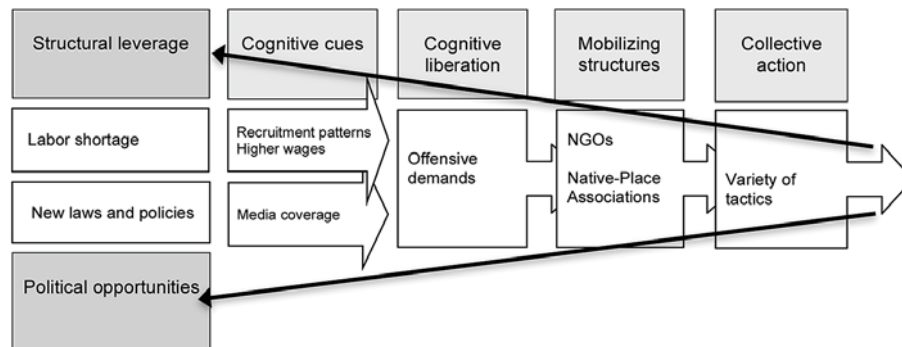 Structural leverage
Cognitive cues
Cognitive
liberation
Mobilizing
structures
Collective
action
Labor shortage
Recruitment patterns
Higher wages
Offensive
demands
NGOs
Native-Place
Associations
Variety of
tactics
New laws and policies
Media coverage
Political opportunities